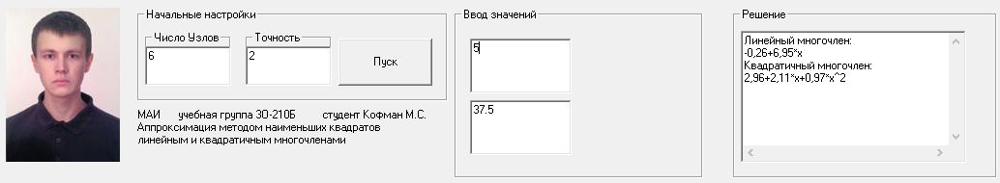 Начальные настройки
Число Узлов
6
Точность
2
Пуск
МАИ учебная группа 3О-210Б студент Кофман М.С.
Аппроксимация методом наименьших квадратов
линейным и квадратичным многочленами
Ввод значений
5
37.5
Решение
Линейный многочлен:
-0,26+6,95*x
Квадратичный многочлен:
2,96+2,11*x+0,97*x^2